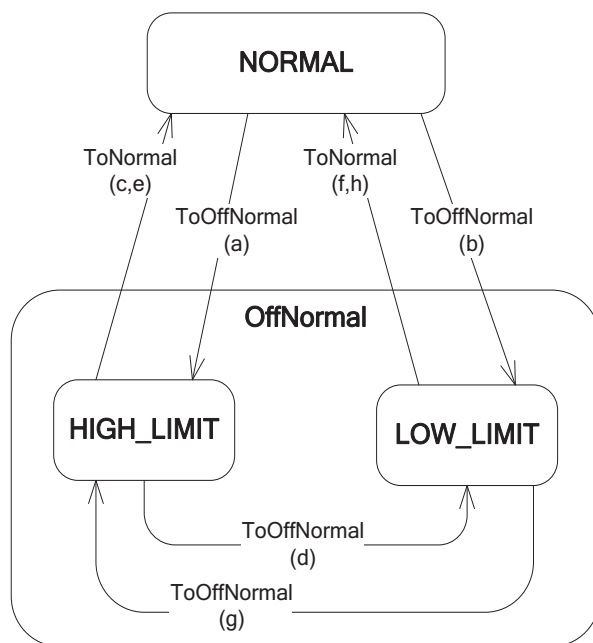 NORMAL
ToNormal
(c,e)
ToOffNormal
(a)
ToNormal
(f,h)
ToOffNormal
(b)
OffNormal
HIGH_LIMIT
LOW_LIMIT
ToOffNormal
(d)
ToOffNormal
(g)